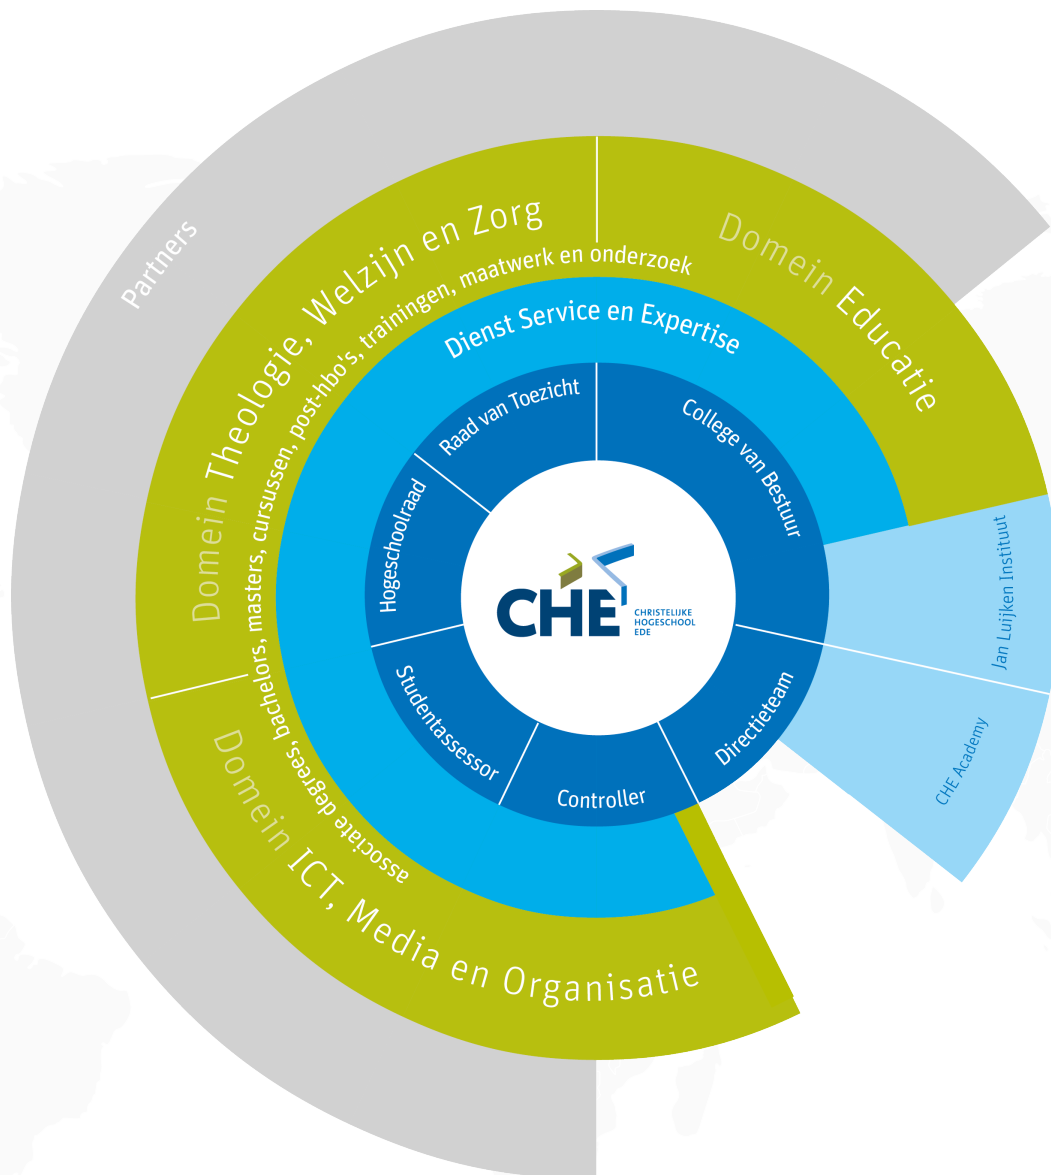 Partners
Domein Theologie, Welzijn en Zorg
Domein Educatie
Domein ICT, Media en Organisatie
associate degrees, bachelors, masters, cursussen, post-hbo's, trainingen, maatwerk en onderzoek
Dienst Service en Expertise
Raad van Toezicht
College van Bestuur
Hogeschoolraad
Studentassessor
Controller
Directieteam
Jan Luijken Instituut
CHE Academy
CHE
CHRISTELIJKE
HOGESCHOOL
EDE